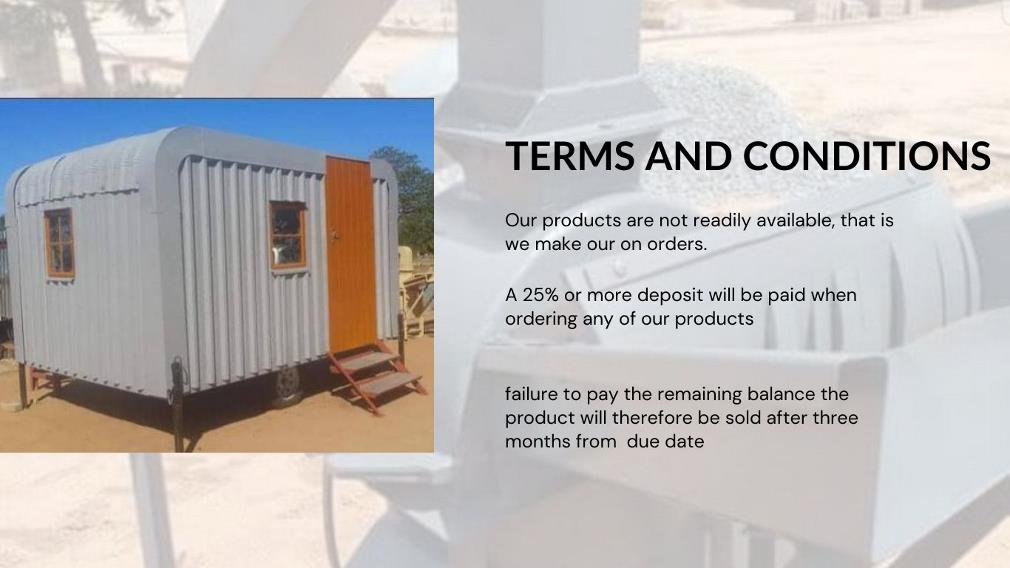 TERMS AND CONDITIONS
Our products are not readily available, that is
we make our on orders.
A 25% or more deposit will be paid when
ordering any of our products
failure to pay the remaining balance the
product will therefore be sold after three
months from  due date